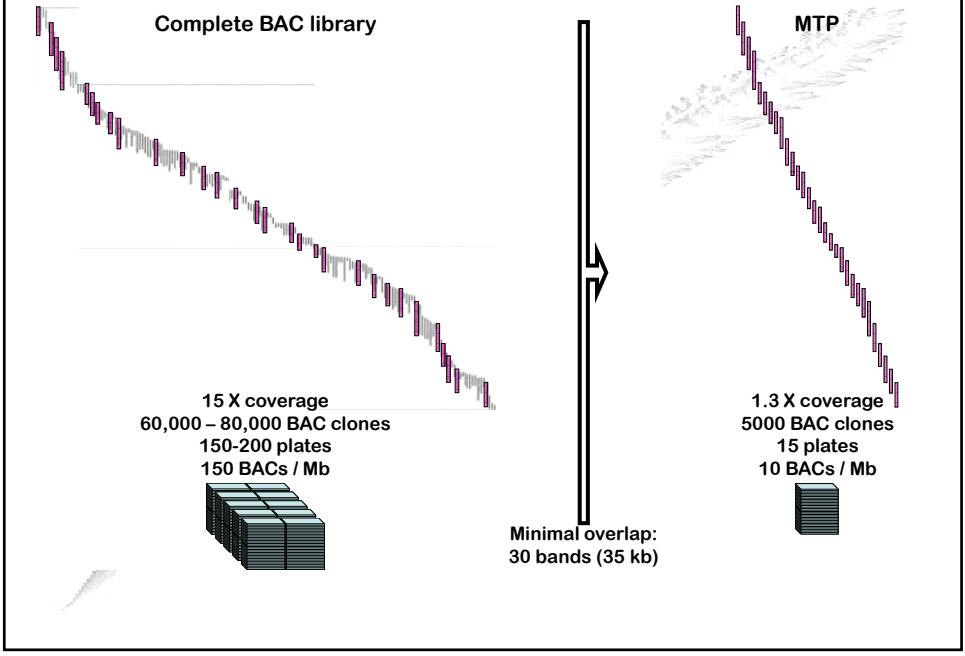 Complete BAC library
MTP
15 X coverage
60,000 – 80,000 BAC clones
150-200 plates
150 BACs / Mb
1.3 X coverage
5000 BAC clones
15 plates
10 BACs / Mb
Minimal overlap:
30 bands (35 kb)